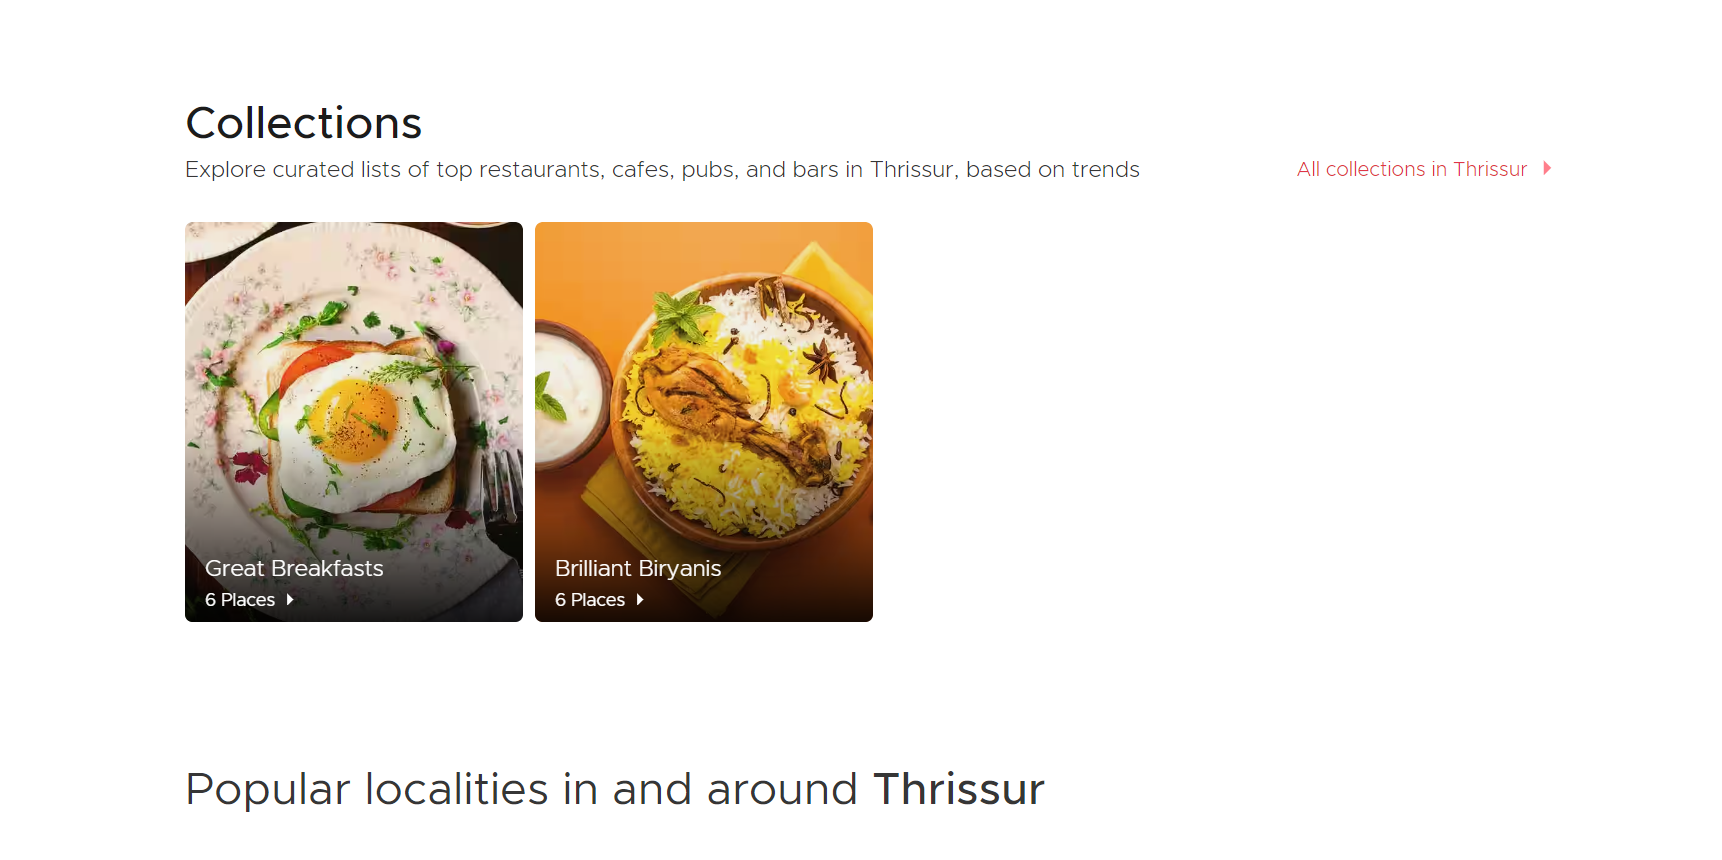 Collections
Explore curated lists of top restaurants, cafes, pubs, and bars in Thrissur, based on trends
All collections in Thrissur
Great Breakfasts
6 Places
Brilliant Biryanis
6 Places
Popular localities in and around Thrissur